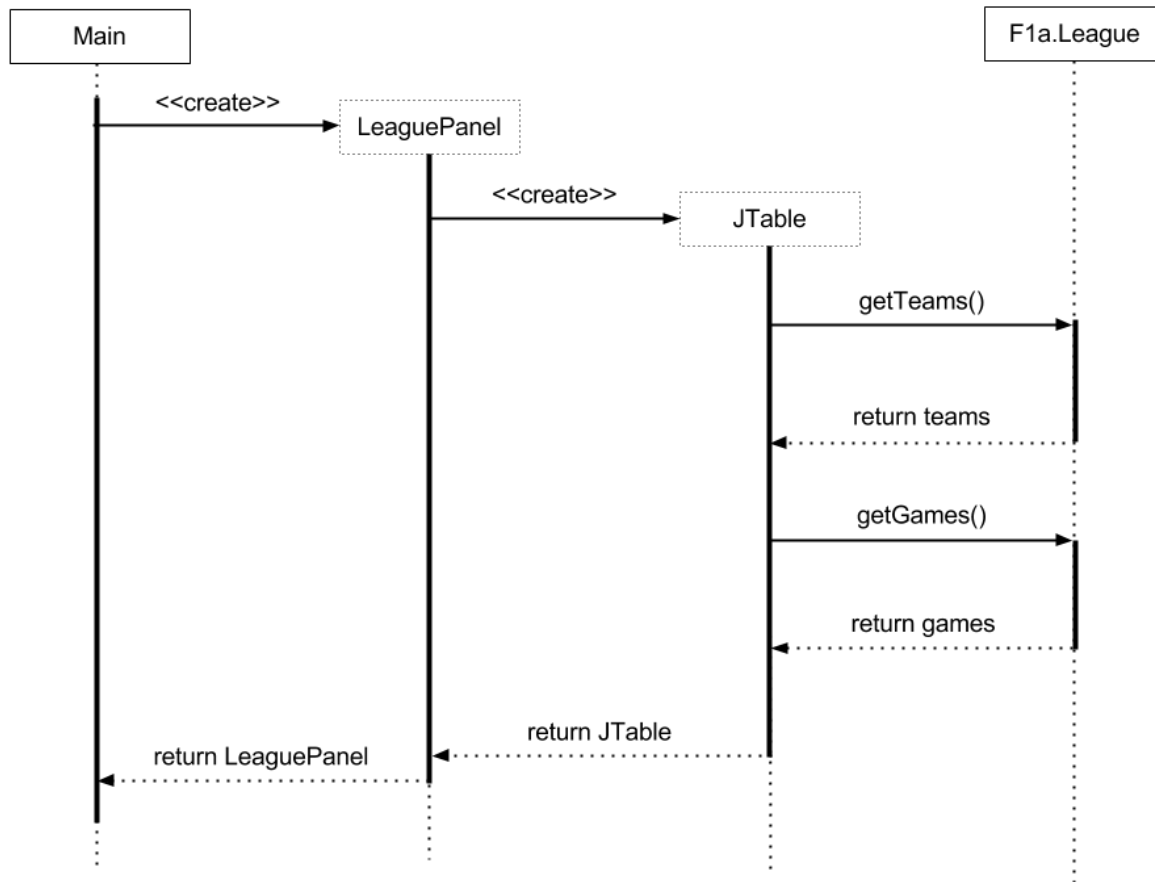 Main
F1a.League
<<create>>
LeaguePanel
<<create>>
JTable
getTeams()
return teams
getGames()
return games
return JTable
return LeaguePanel